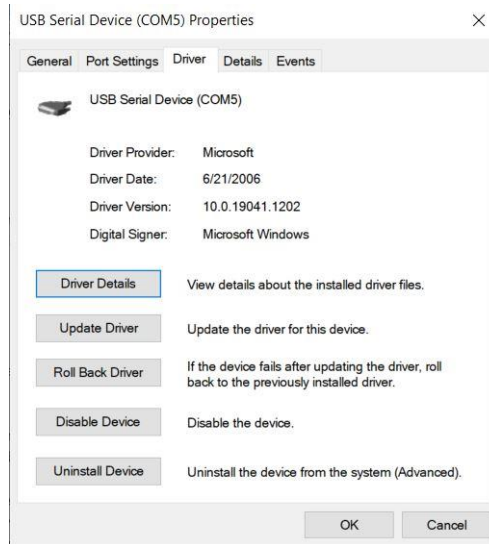 USB Serial Device (COM5) Properties
General Port Settings Driver Details Events
USB Serial Device (COM5)
Driver Provider: Microsoft
Driver Date: 6/21/2006
Driver Version: 10.0.19041.1202
Digital Signer: Microsoft Windows
Driver Details View details about the installed driver files.
Update Driver Update the driver for this device.
Roll Back Driver If the device fails after updating the driver, roll
back to the previously installed driver.
Disable Device Disable the device.
Uninstall Device Uninstall the device from the system (Advanced).
OK Cancel